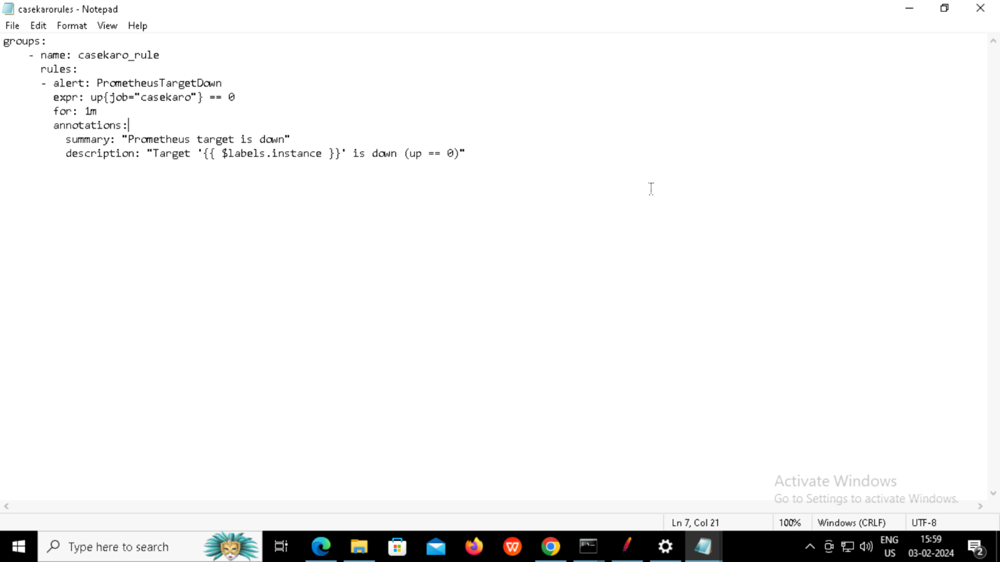 casekarorules - Notepad
File Edit Format View Help
groups:
    - name: casekaro_rule
      rules:
      - alert: PrometheusTargetDown
        expr: up{job="casekaro"} == 0
        for: 1m
        annotations:
          summary: "Prometheus target is down"
          description: "Target '{{ $labels.instance }}' is down (up == 0)"
Activate Windows
Go to Settings to activate Windows.
Ln 7, Col 21 100% Windows (CRLF) UTF-8
Type here to search
ENG 15:59
US 03-02-2024 2